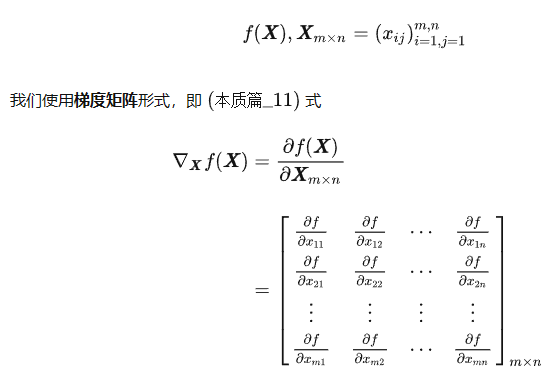 $f(\boldsymbol{X}), \boldsymbol{X}_{m\times n} = (x_{ij})_{i=1,j=1}^{m,n}$
我们使用梯度矩阵形式，即 (本质篇_11) 式
$\nabla_{\boldsymbol{X}} f(\boldsymbol{X}) = \dfrac{\partial f(\boldsymbol{X})}{\partial \boldsymbol{X}_{m\times n}}$
$= \begin{bmatrix} \frac{\partial f}{\partial x_{11}} & \frac{\partial f}{\partial x_{12}} & \cdots & \frac{\partial f}{\partial x_{1n}} \\ \frac{\partial f}{\partial x_{21}} & \frac{\partial f}{\partial x_{22}} & \cdots & \frac{\partial f}{\partial x_{2n}} \\ \vdots & \vdots & \vdots & \vdots \\ \frac{\partial f}{\partial x_{m1}} & \frac{\partial f}{\partial x_{m2}} & \cdots & \frac{\partial f}{\partial x_{mn}} \end{bmatrix}_{m\times n}$